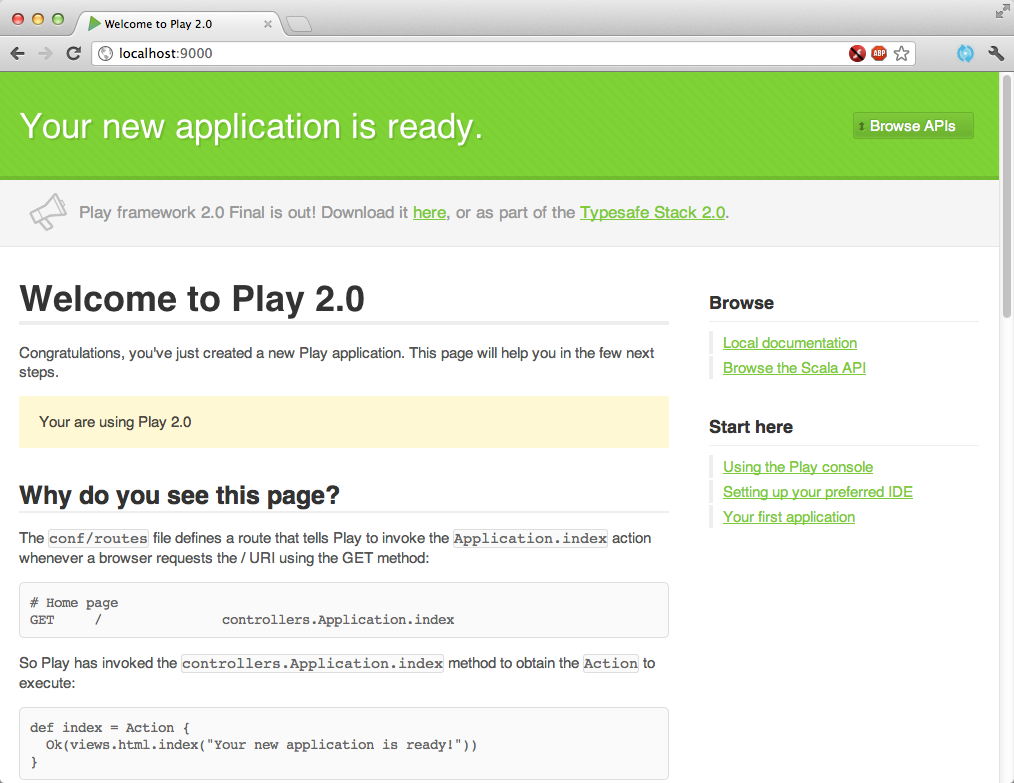 Welcome to Play 2.0
localhost:9000
ABP
Your new application is ready.
Browse APIs
Play framework 2.0 Final is out! Download it here, or as part of the Typesafe Stack 2.0.
Welcome to Play 2.0
Congratulations, you've just created a new Play application. This page will help you in the few next
steps.
Your are using Play 2.0
Why do you see this page?
The conf/routes file defines a route that tells Play to invoke the Application.index action
whenever a browser requests the / URI using the GET method:
# Home page
GET     /               controllers.Application.index
So Play has invoked the controllers.Application.index method to obtain the Action to
execute:
def index = Action {
  Ok(views.html.index("Your new application is ready!"))
}
Browse
Local documentation
Browse the Scala API
Start here
Using the Play console
Setting up your preferred IDE
Your first application